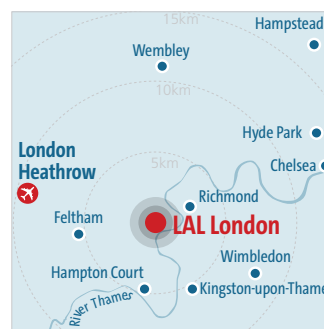 15km
Hampstead
Wembley
10km
Hyde Park
London
Heathrow
5km
Chelsea
Richmond
Feltham
LAL London
Wimbledon
Hampton Court
Kingston-upon-Thame
River Thames